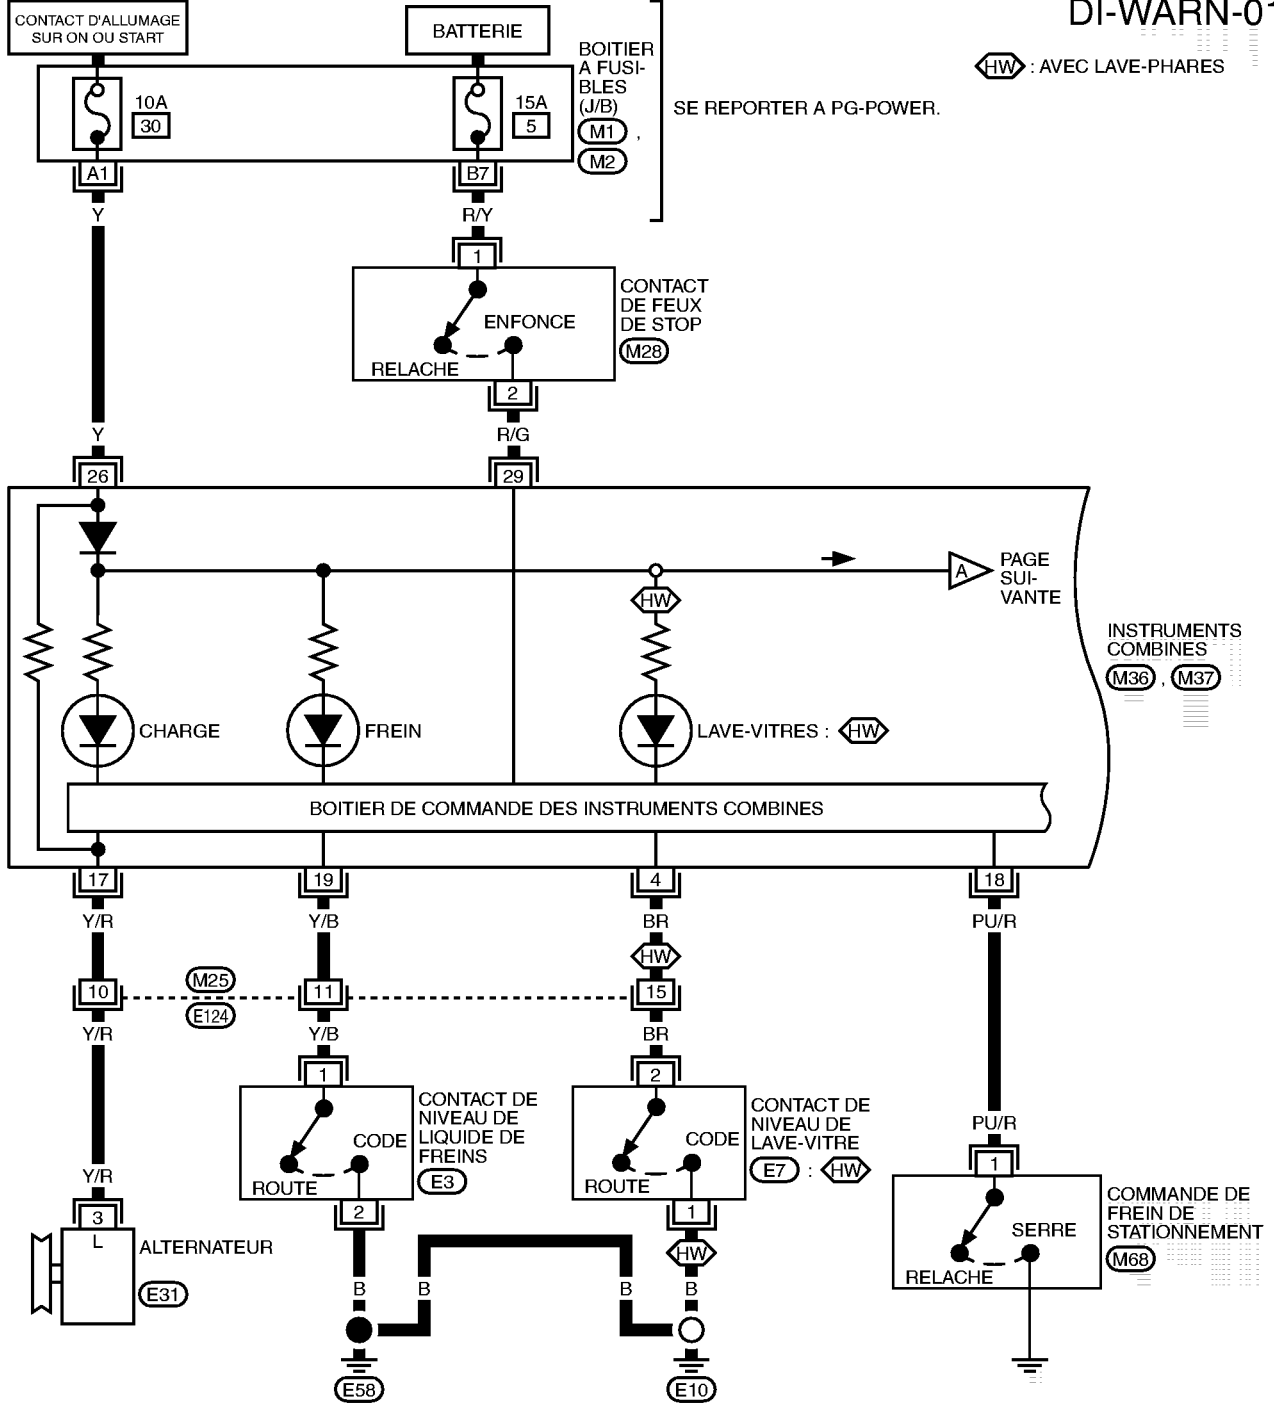 CONTACT D'ALLUMAGE
SUR ON OU START
BATTERIE
DI-WARN-01
HW : AVEC LAVE-PHARES
BOITIER
A FUSI-
BLES
(J/B)
M1 ,
M2
SE REPORTER A PG-POWER.
10A
30
15A
5
A1
B7
Y
R/Y
1
CONTACT
DE FEUX
DE STOP
M28
ENFONCE
RELACHE
2
Y
R/G
26
29
A
PAGE
SUI-
VANTE
HW
INSTRUMENTS
COMBINES
M36 , M37
CHARGE
FREIN
LAVE-VITRES : HW
BOITIER DE COMMANDE DES INSTRUMENTS COMBINES
17
19
4
18
Y/R
Y/B
BR
PU/R
HW
M25
10
11
15
E124
Y/R
Y/B
BR
1
2
CONTACT DE
NIVEAU DE
LIQUIDE DE
FREINS
E3
CODE
ROUTE
CONTACT DE
NIVEAU DE
LAVE-VITRE
E7 : HW
CODE
ROUTE
PU/R
1
Y/R
3
2
1
COMMANDE DE
FREIN DE
STATIONNEMENT
M68
SERRE
RELACHE
L
ALTERNATEUR
E31
HW
B
B
B
B
E58
E10